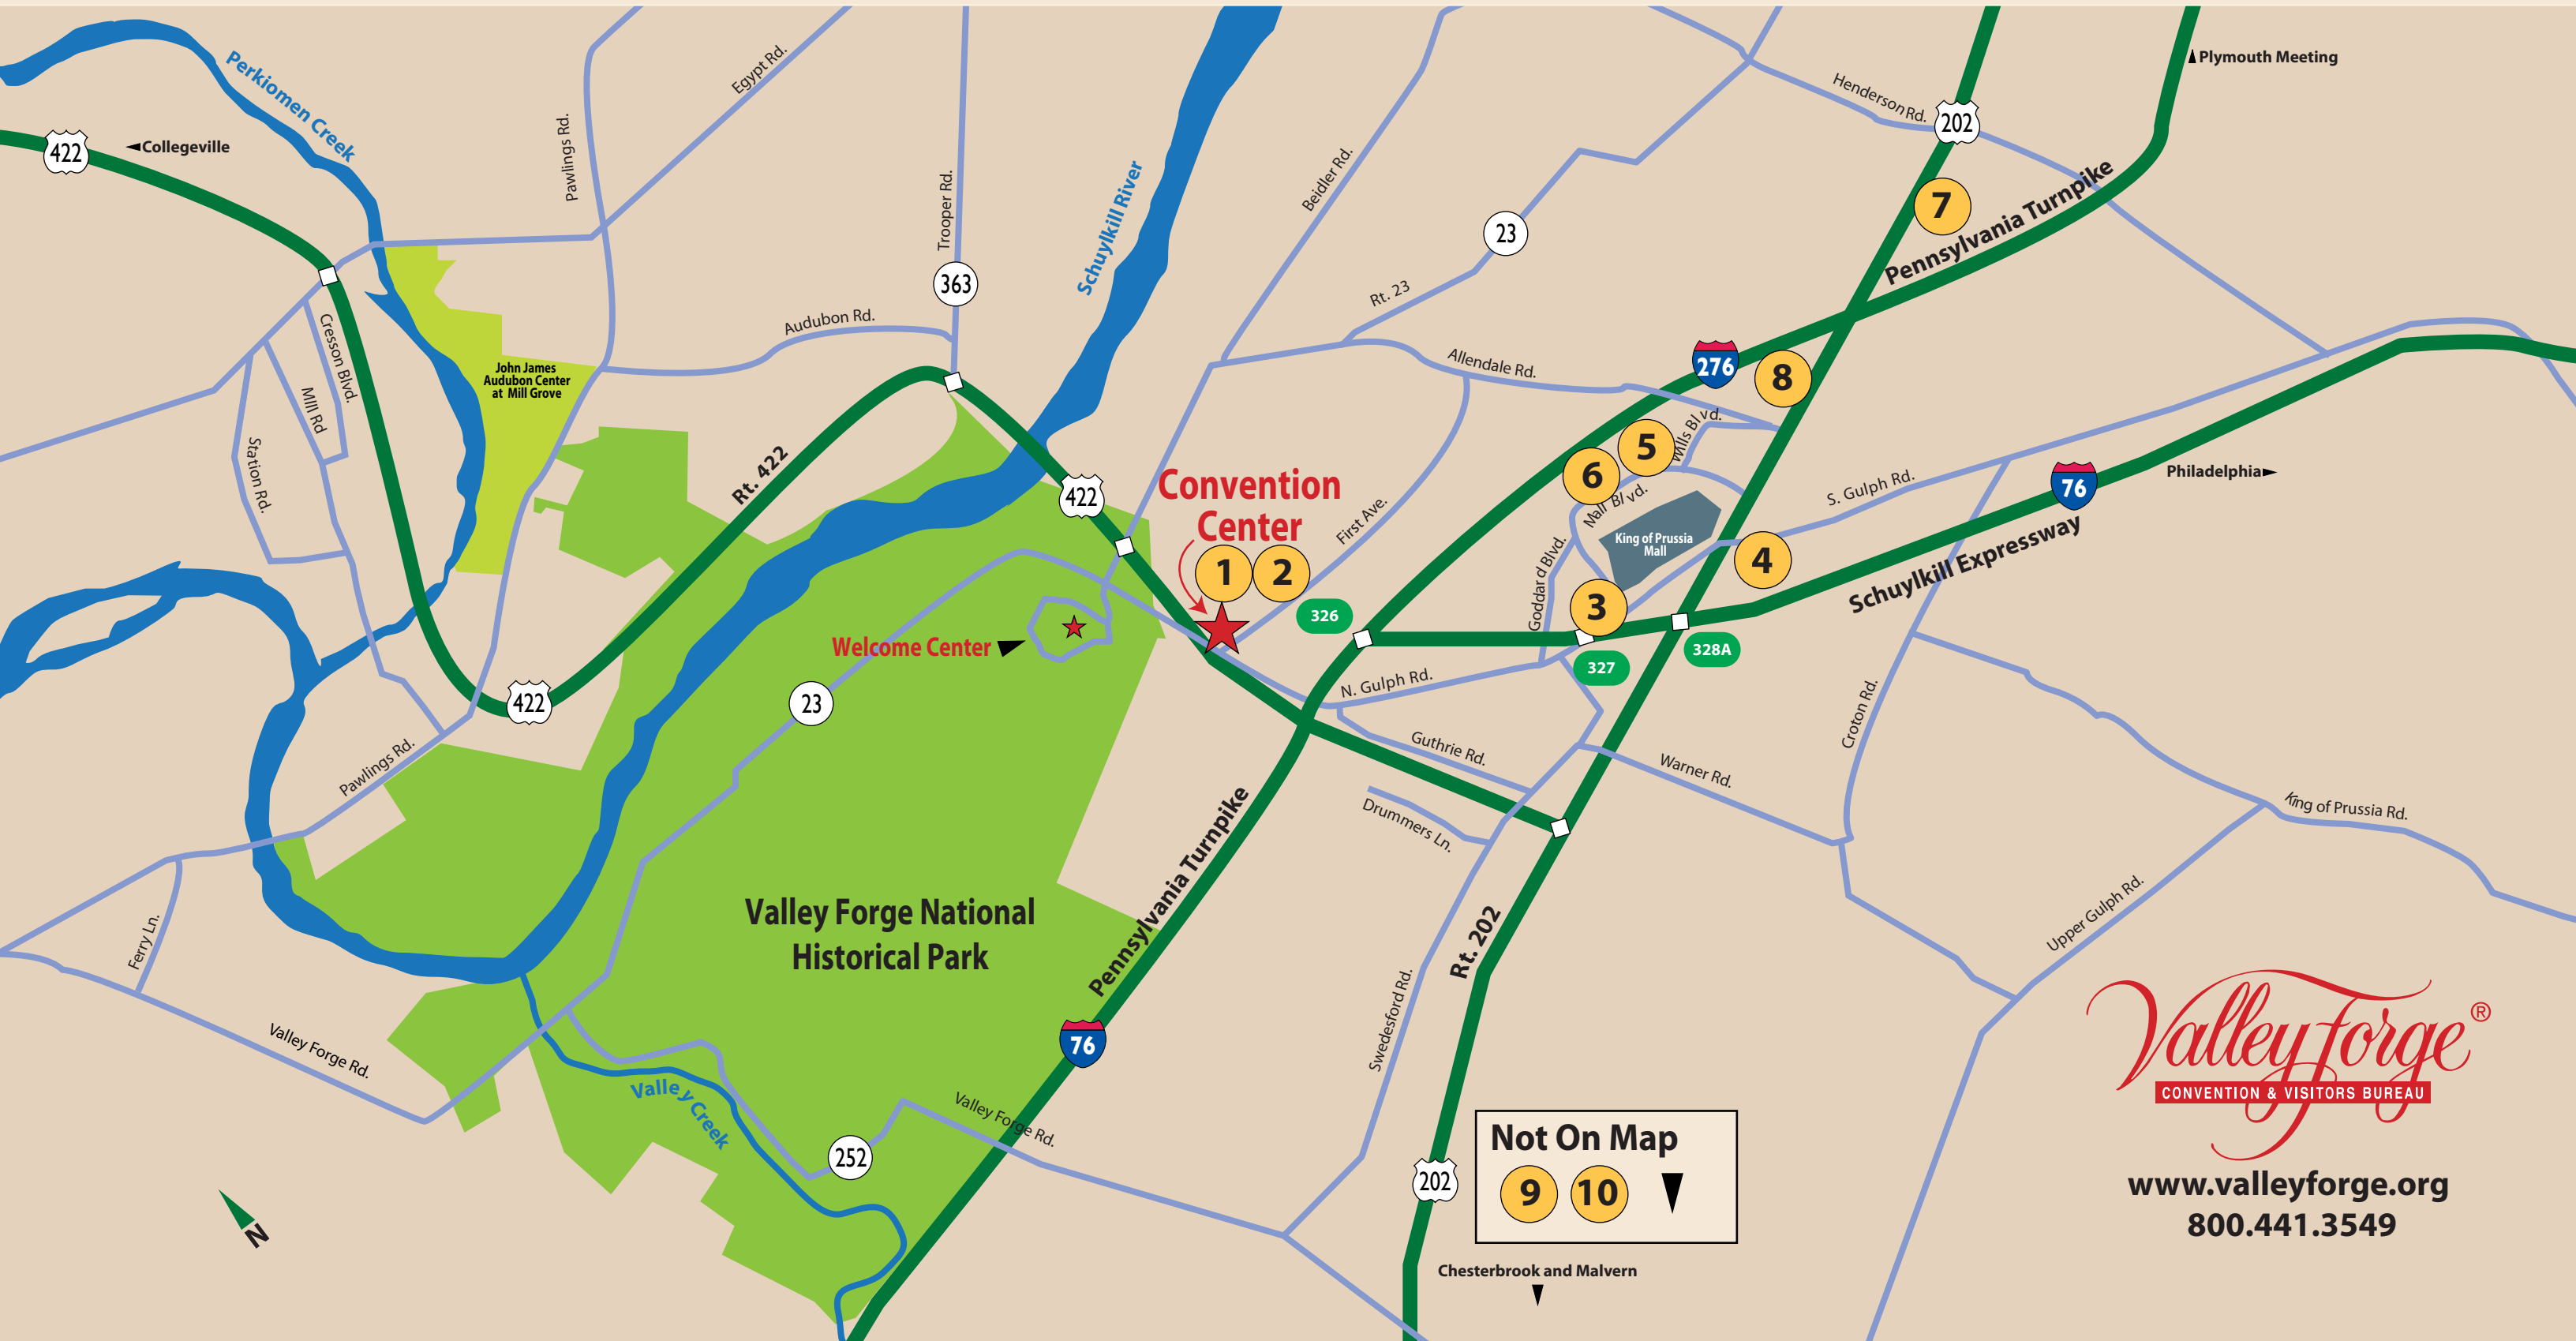 Perkiomen Creek
422
◄Collegeville
Pawlings Rd.
Egypt Rd.
Trooper Rd.
363
Schuylkill River
Beidler Rd.
23
Rt. 23
Henderson Rd.
202
▲Plymouth Meeting
7
Pennsylvania Turnpike
Audubon Rd.
Allendale Rd.
276
8
Cresson Blvd.
Mill Rd
Station Rd.
John James
Audubon Center
at Mill Grove
Rt. 422
422
Convention
Center
1
2
First Ave.
5
6
Mills Blvd.
Mall Blvd.
King of Prussia
Mall
4
S. Gulph Rd.
76
Philadelphia►
Schuylkill Expressway
Goddard Blvd.
3
326
327
328A
Welcome Center
422
23
N. Gulph Rd.
Pawlings Rd.
Guthrie Rd.
Drummers Ln.
Warner Rd.
Croton Rd.
King of Prussia Rd.
Upper Gulph Rd.
Ferry Ln.
Valley Forge National
Historical Park
Pennsylvania Turnpike
Rt. 202
Swedesford Rd.
76
Valley Forge Rd.
Valley Creek
252
Valley Forge Rd.
202
N
Not On Map
9
10
Chesterbrook and Malvern
Valley Forge®
CONVENTION & VISITORS BUREAU
www.valleyforge.org
800.441.3549